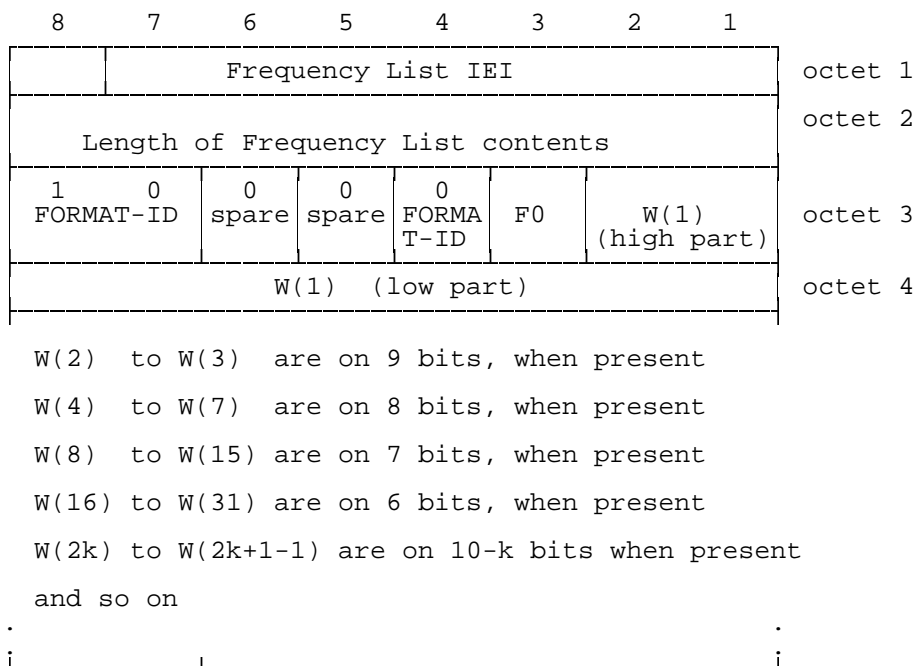 8 7 6 5 4 3 2 1
Frequency List IEI octet 1
octet 2
Length of Frequency List contents
1 0 0 0 0
FORMAT-ID spare spare FORMA F0 W(1) octet 3
T-ID (high part)
W(1) (low part) octet 4
W(2) to W(3) are on 9 bits, when present
W(4) to W(7) are on 8 bits, when present
W(8) to W(15) are on 7 bits, when present
W(16) to W(31) are on 6 bits, when present
W(2k) to W(2k+1-1) are on 10-k bits when present
and so on
. .
. .